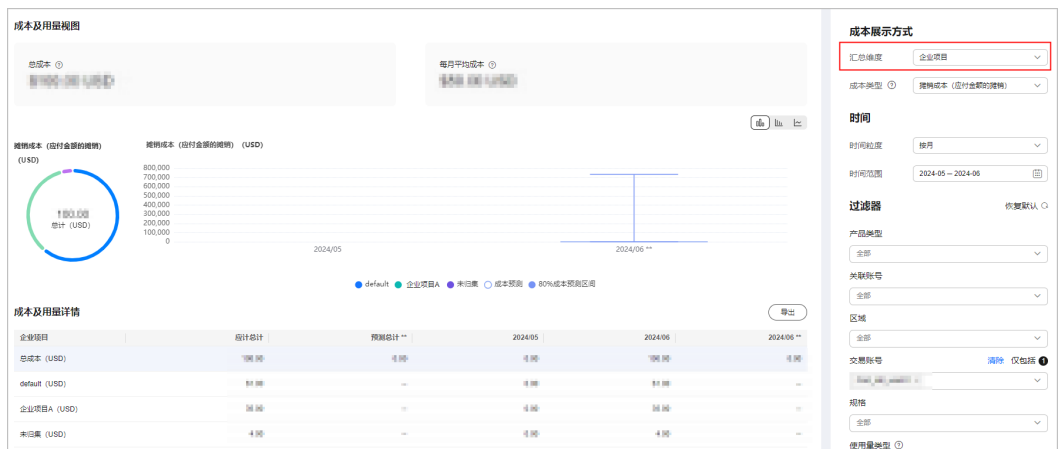 成本及用量视图
总成本
每月平均成本
摊销成本（应付金额的摊销）
(USD)
总计（USD）
摊销成本（应付金额的摊销）（USD）
800,000
700,000
600,000
500,000
400,000
300,000
200,000
100,000
0
2024/05
2024/06 **
default 企业项目A 未归集 成本预测 80%成本预测区间
成本及用量详情
导出
企业项目 应计总计 预测总计 ** 2024/05 2024/06 2024/06 **
总成本（USD）
default（USD） -- --
企业项目A（USD） -- --
未归集（USD） -- --
成本展示方式
汇总维度 企业项目
成本类型 摊销成本（应付金额的摊销）
时间
时间粒度 按月
时间范围 2024-05 -- 2024-06
过滤器 恢复默认
产品类型
全部
关联账号
全部
区域
全部
交易账号 清除 仅包括 1
规格
全部
使用量类型